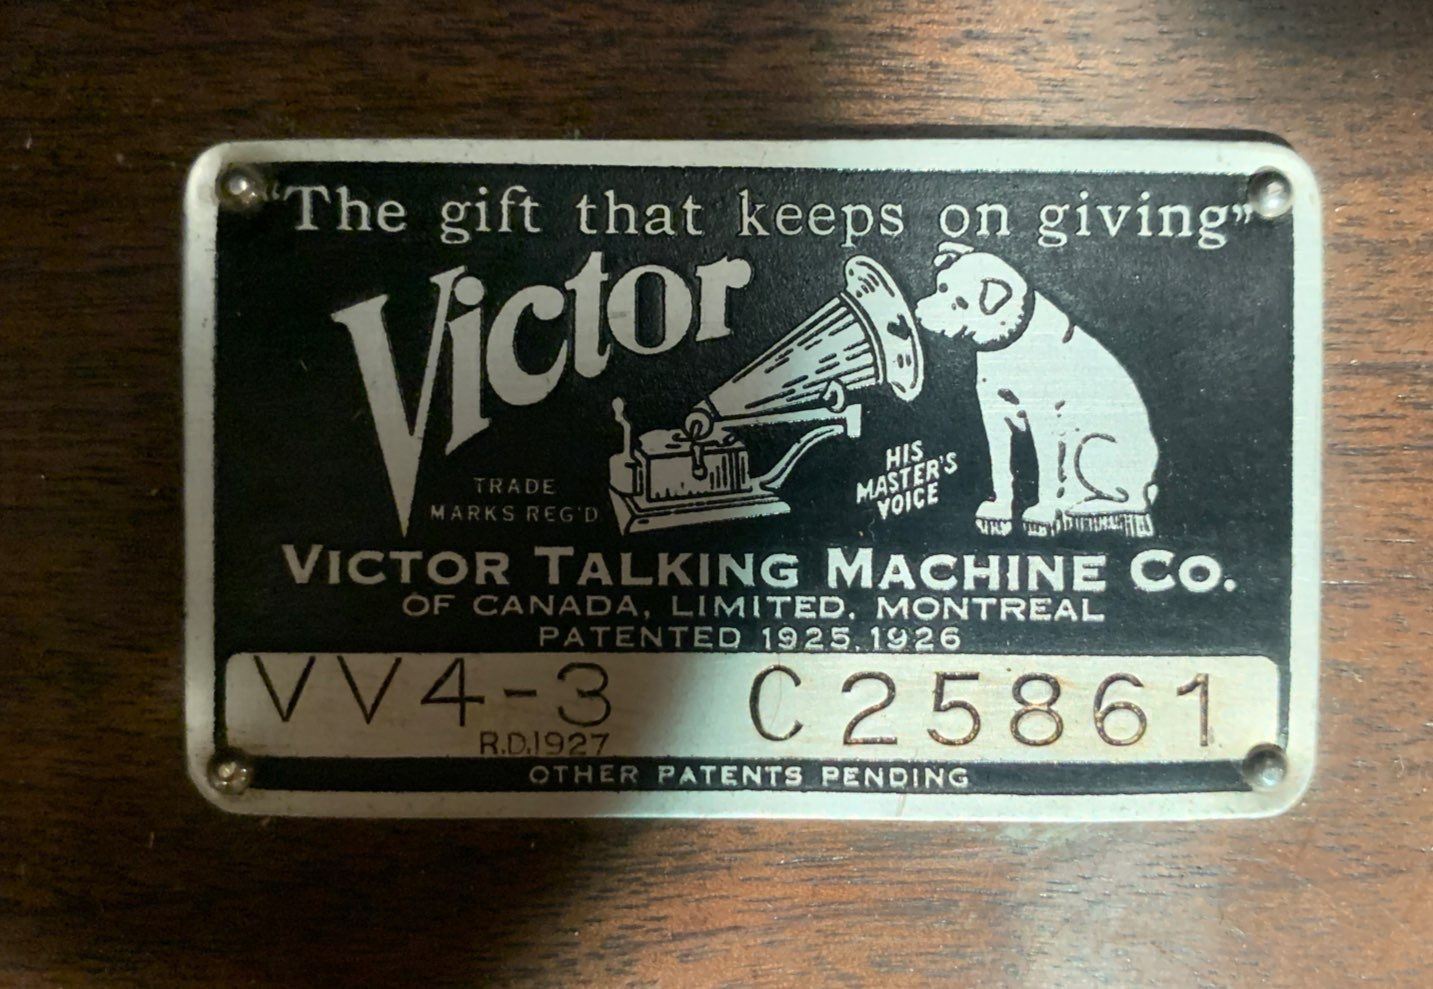 "The gift that keeps on giving"
Victor
HIS
MASTER'S
VOICE
TRADE
MARKS REG'D
VICTOR TALKING MACHINE CO.
OF CANADA, LIMITED. MONTREAL
PATENTED 1925.1926
VV4-3 C25861
R.D.1927
OTHER PATENTS PENDING